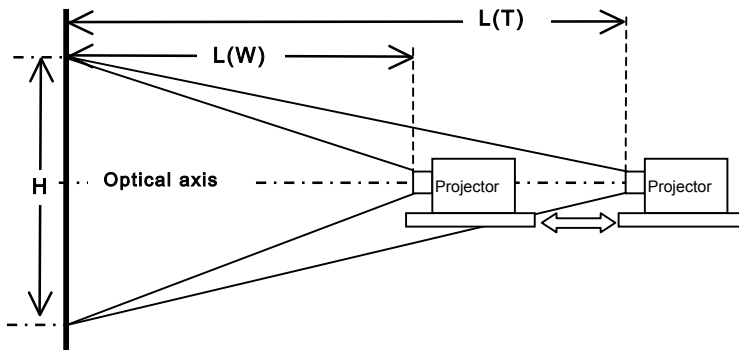 L(T)
L(W)
H
Optical axis
Projector
Projector